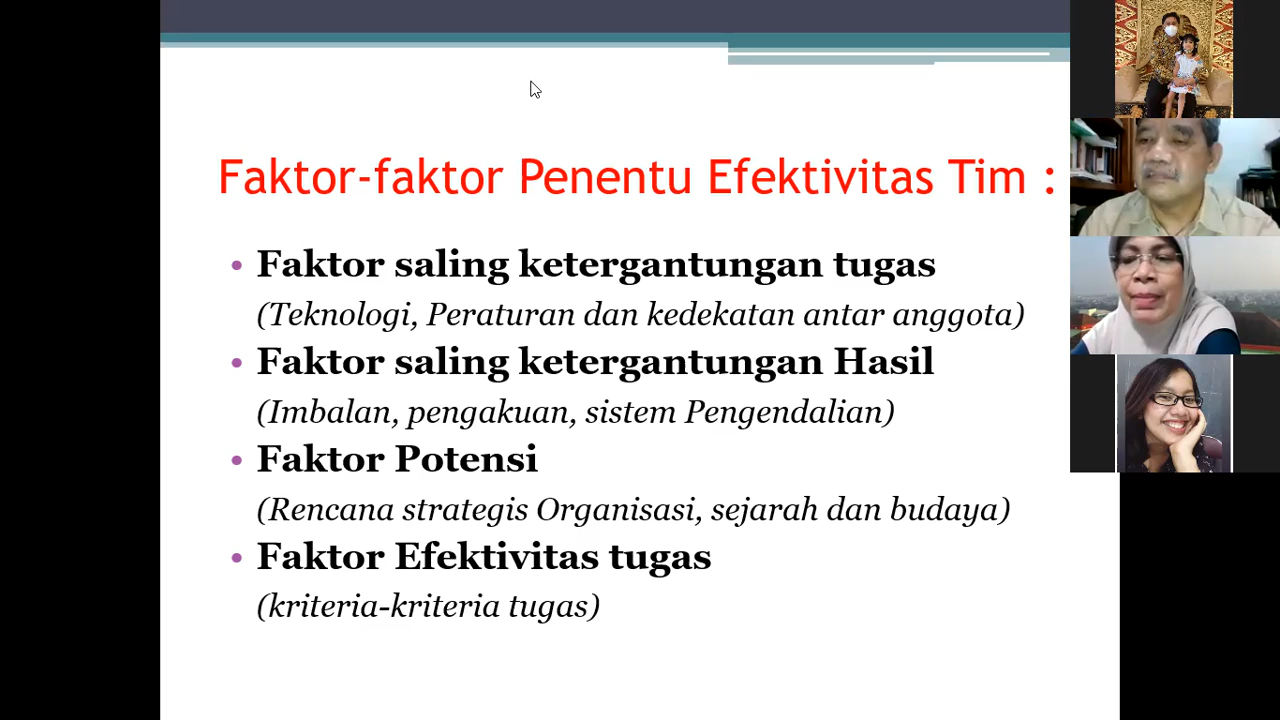 Faktor-faktor Penentu Efektivitas Tim :
• Faktor saling ketergantungan tugas
(Teknologi, Peraturan dan kedekatan antar anggota)
• Faktor saling ketergantungan Hasil
(Imbalan, pengakuan, sistem Pengendalian)
• Faktor Potensi
(Rencana strategis Organisasi, sejarah dan budaya)
• Faktor Efektivitas tugas
(kriteria-kriteria tugas)